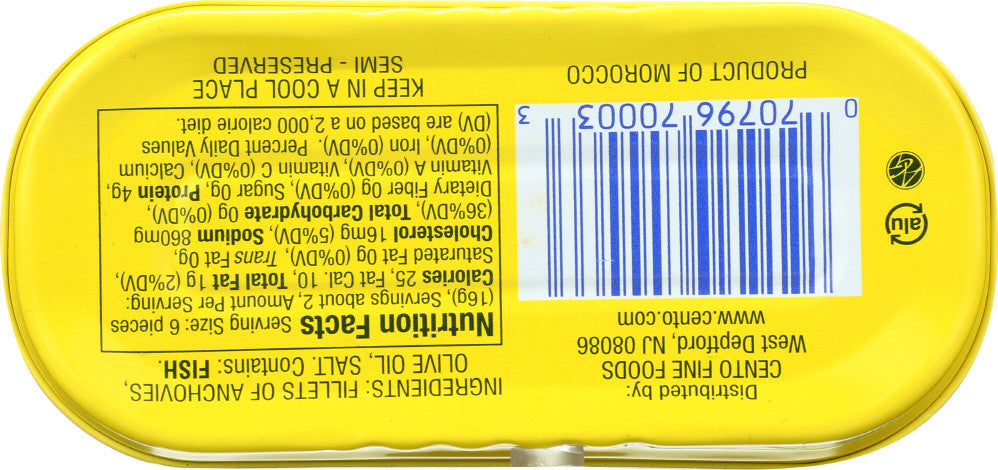 INGREDIENTS: FILLETS OF ANCHOVIES,
OLIVE OIL, SALT. Contains: FISH.
Nutrition Facts Serving Size: 6 pieces
(16g), Servings about 2, Amount Per Serving:
Calories 25, Fat Cal. 10, Total Fat 1g (2%DV),
Saturated Fat 0g (0%DV), Trans Fat 0g,
Cholesterol 16mg (5%DV), Sodium 860mg
(36%DV), Total Carbohydrate 0g (0%DV),
Dietary Fiber 0g (0%DV), Sugar 0g, Protein 4g,
Vitamin A (0%DV), Vitamin C (0%DV), Calcium
(0%DV), Iron (0%DV). Percent Daily Values
(DV) are based on a 2,000 calorie diet.
KEEP IN A COOL PLACE
SEMI - PRESERVED
Distributed by:
CENTO FINE FOODS
West Deptford, NJ 08086
www.cento.com
0 70796 70003 3
PRODUCT OF MOROCCO
alu